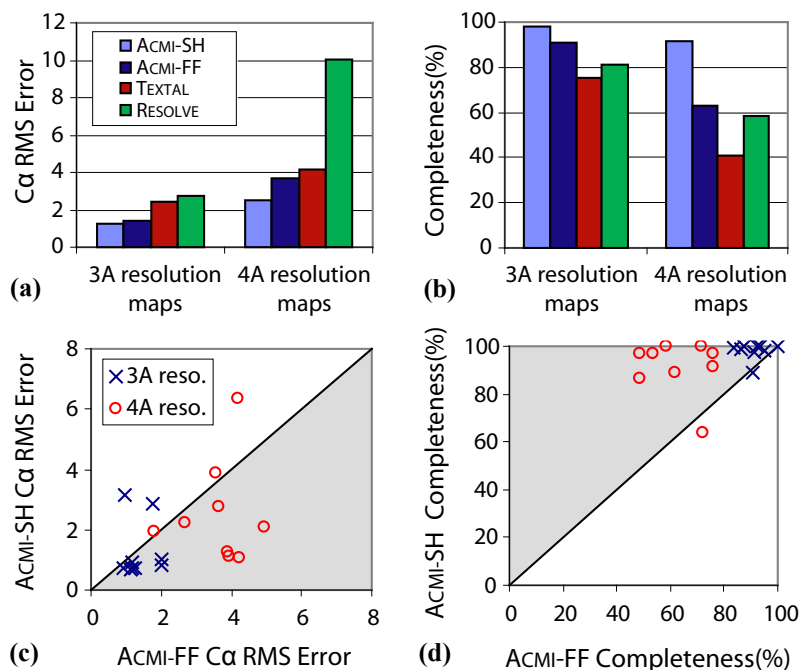 Cα RMS Error
12
10
8
6
4
2
0
ACMI-SH
ACMI-FF
TEXTAL
RESOLVE
3A resolution maps
4A resolution maps
(a)
Completeness(%)
100
80
60
40
20
0
3A resolution maps
4A resolution maps
(b)
ACMI-SH Cα RMS Error
8
6
4
2
0
3A reso.
4A reso.
0 2 4 6 8
(c) ACMI-FF Cα RMS Error
ACMI-SH Completeness(%)
100
80
60
40
20
0
0 20 40 60 80 100
(d) ACMI-FF Completeness(%)